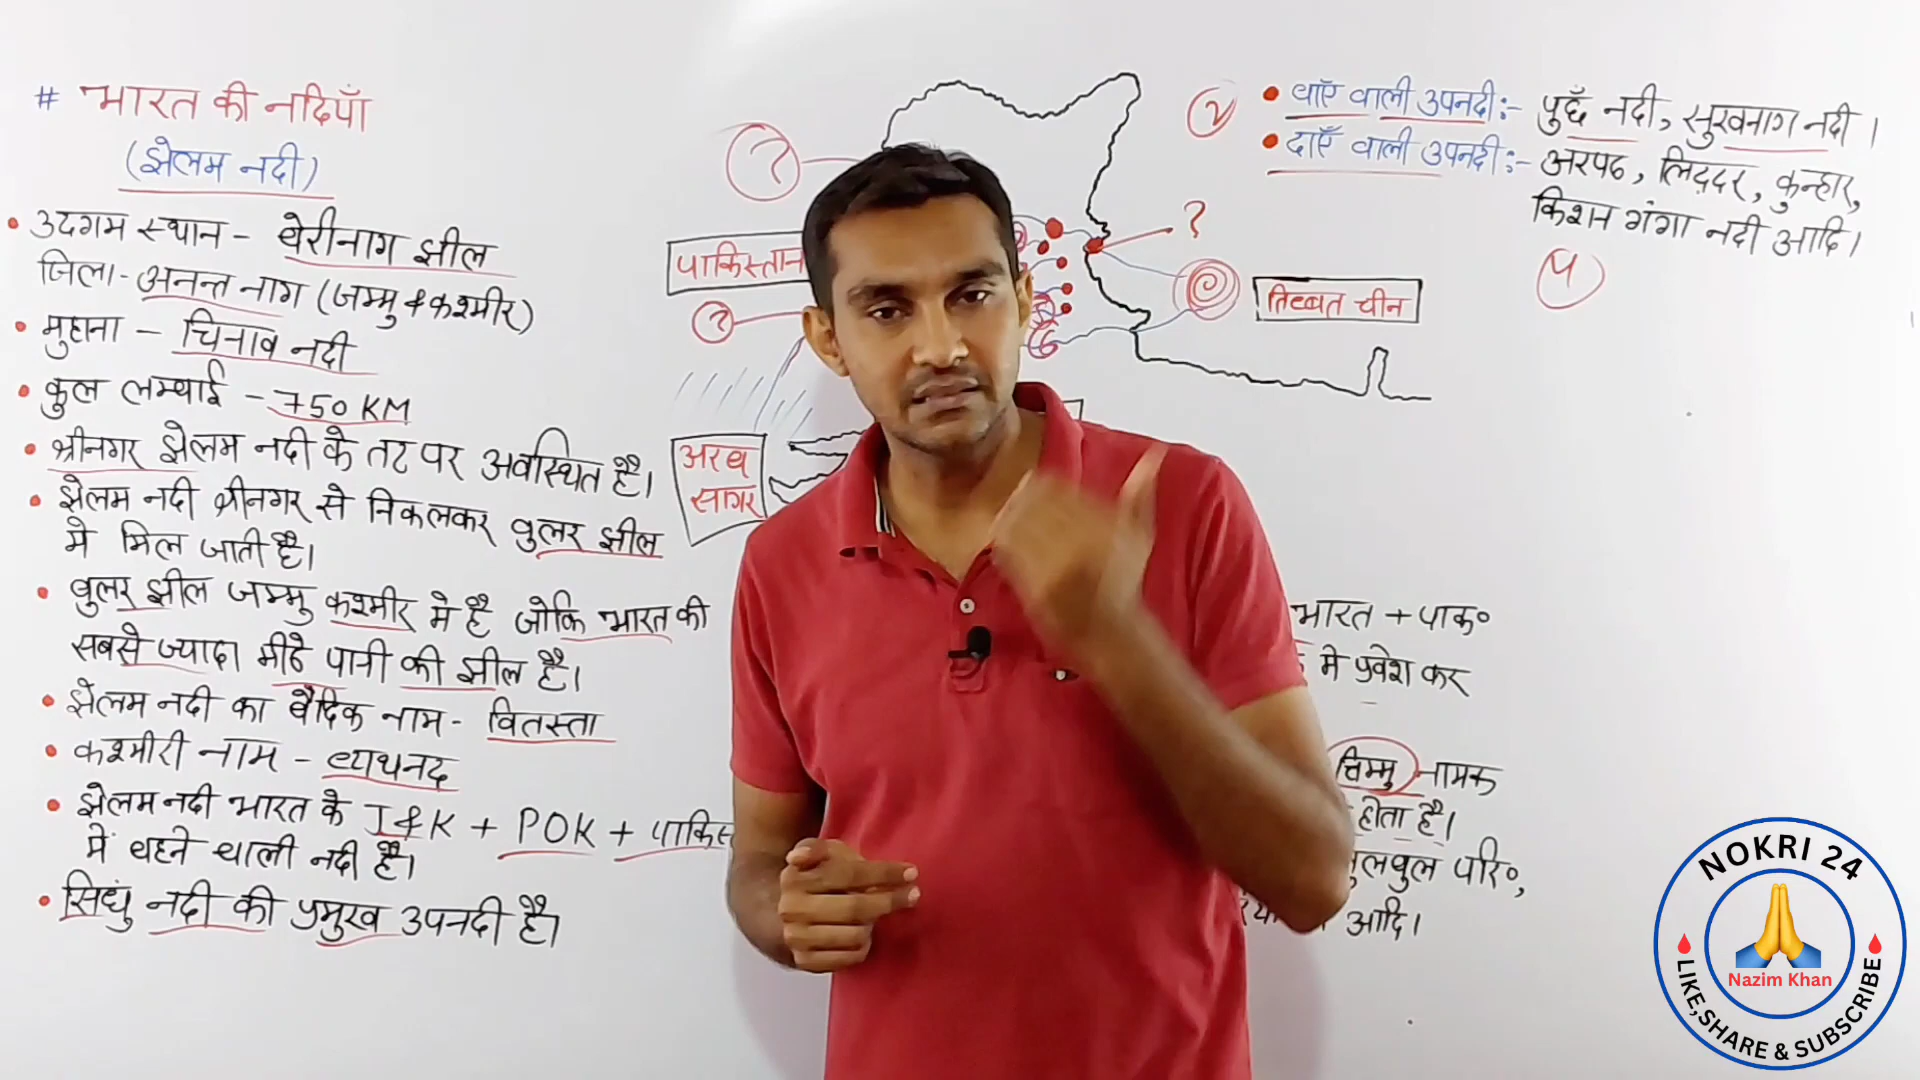 # भारत की नदियाँ
(झेलम नदी)
• उदगम स्थान - वेरीनाग झील
जिला - अनन्त नाग (जम्मु & कश्मीर)
• मुहाना - चिनाव नदी
• कुल लम्बाई - 750 KM
• श्रीनगर झेलम नदी के तट पर अवस्थित है।
• झेलम नदी श्रीनगर से निकलकर वुलर झील
मे मिल जाती है।
• वुलर झील जम्मु कश्मीर मे है जोकि भारत की
सबसे ज्यादा मीठे पानी की झील है।
• झेलम नदी का वैदिक नाम - वितस्ता
• कश्मीरी नाम - व्यथनद
• झेलम नदी भारत के J&K + POK +
में बहने वाली नदी है।
• सिंधु नदी की प्रमुख उपनदी है।
?
पाकिस्तान
?
अरब
सागर
?
तिब्बत चीन
• बाँए वाली उपनदी :- पुछँ नदी, सुखनाग नदी।
• दाएँ वाली उपनदी :- अरपठ, लिद्दर, कुन्हार,
किशन गंगा नदी आदि।
भारत + पाक०
मे प्रवेश कर
नामक
होता है।
परि०,
आदि।
NOKRI 24
Nazim Khan
LIKE, SHARE & SUBSCRIBE